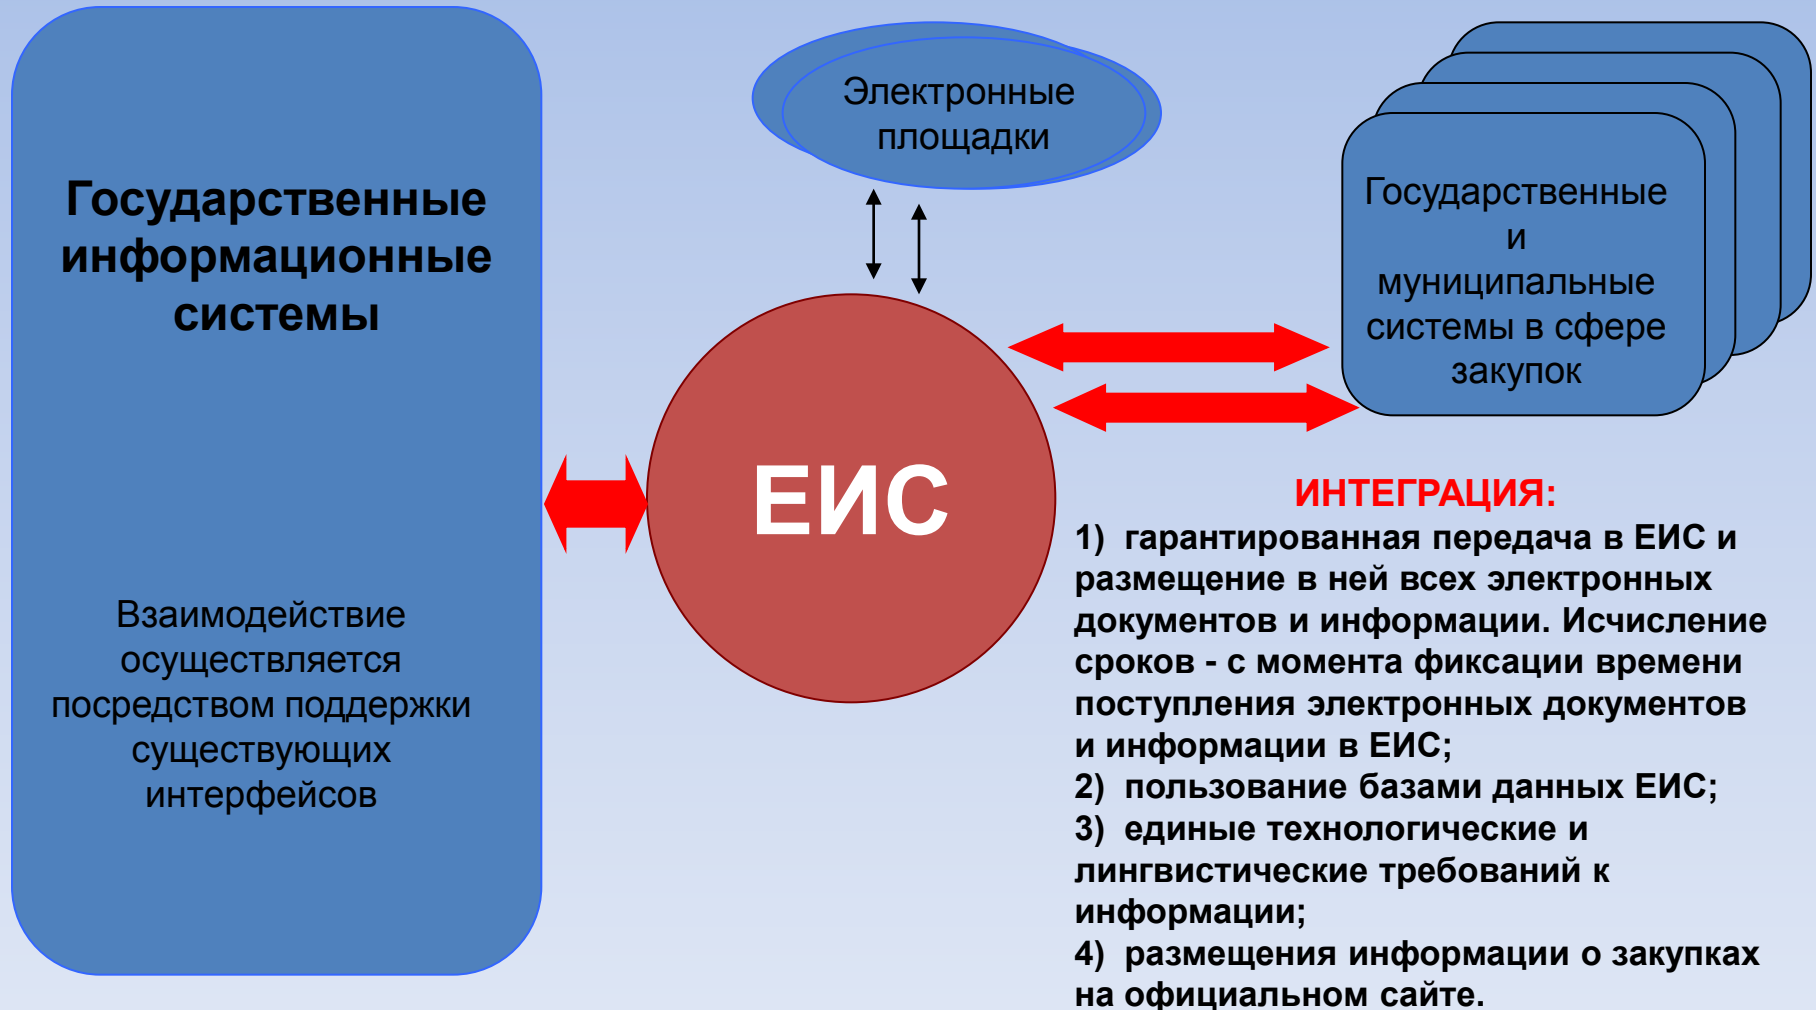 Государственные
информационные
системы
Взаимодействие
осуществляется
посредством поддержки
существующих
интерфейсов
Электронные
площадки
ЕИС
Государственные
и
муниципальные
системы в сфере
закупок
ИНТЕГРАЦИЯ:
1) гарантированная передача в ЕИС и
размещение в ней всех электронных
документов и информации. Исчисление
сроков - с момента фиксации времени
поступления электронных документов
и информации в ЕИС;
2) пользование базами данных ЕИС;
3) единые технологические и
лингвистические требований к
информации;
4) размещения информации о закупках
на официальном сайте.